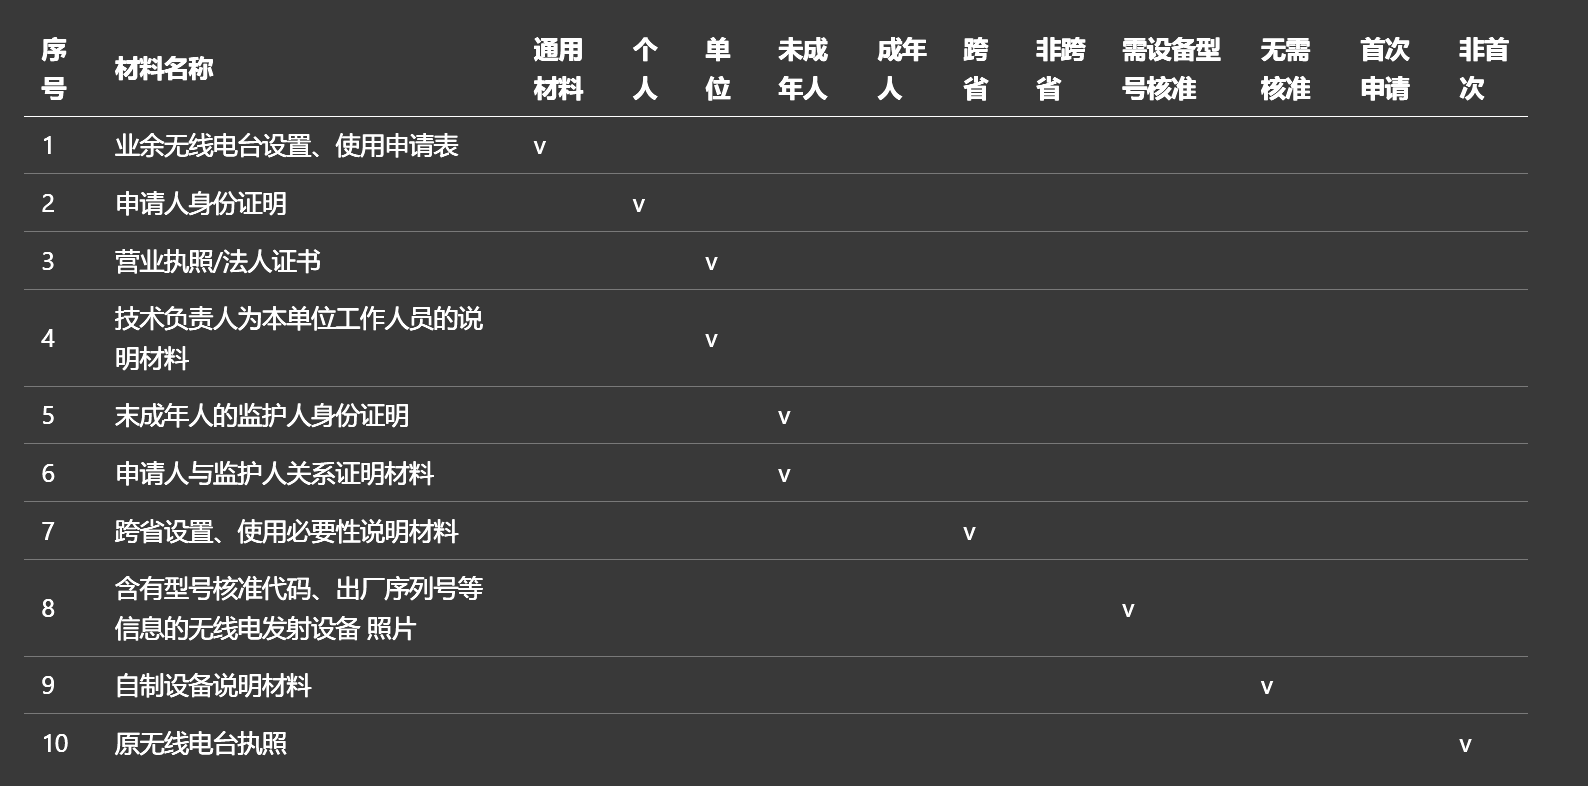 序号 材料名称 通用材料 个人 单位 未成年人 成年人 跨省 非跨省 需设备型号核准 无需核准 首次申请 非首次
1 业余无线电台设置、使用申请表 v
2 申请人身份证明 v
3 营业执照/法人证书 v
4 技术负责人为本单位工作人员的说
明材料 v
5 末成年人的监护人身份证明 v
6 申请人与监护人关系证明材料 v
7 跨省设置、使用必要性说明材料 v
8 含有型号核准代码、出厂序列号等
信息的无线电发射设备 照片 v
9 自制设备说明材料 v
10 原无线电台执照 v